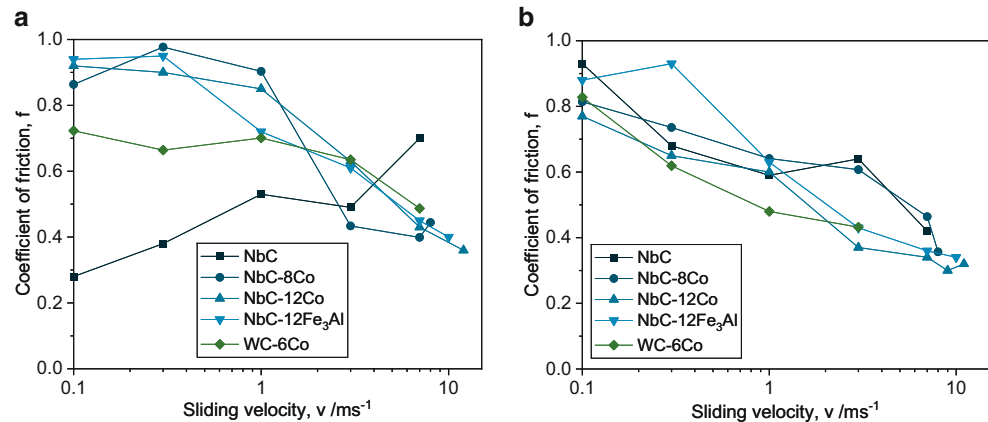 a
1.0
0.8
0.6
0.4
0.2
0.0
Coefficient of friction, f
NbC
NbC-8Co
NbC-12Co
NbC-12Fe₃Al
WC-6Co
0.1
1
10
Sliding velocity, v /ms⁻¹
b
1.0
0.8
0.6
0.4
0.2
0.0
Coefficient of friction, f
NbC
NbC-8Co
NbC-12Co
NbC-12Fe₃Al
WC-6Co
0.1
1
10
Sliding velocity, v /ms⁻¹